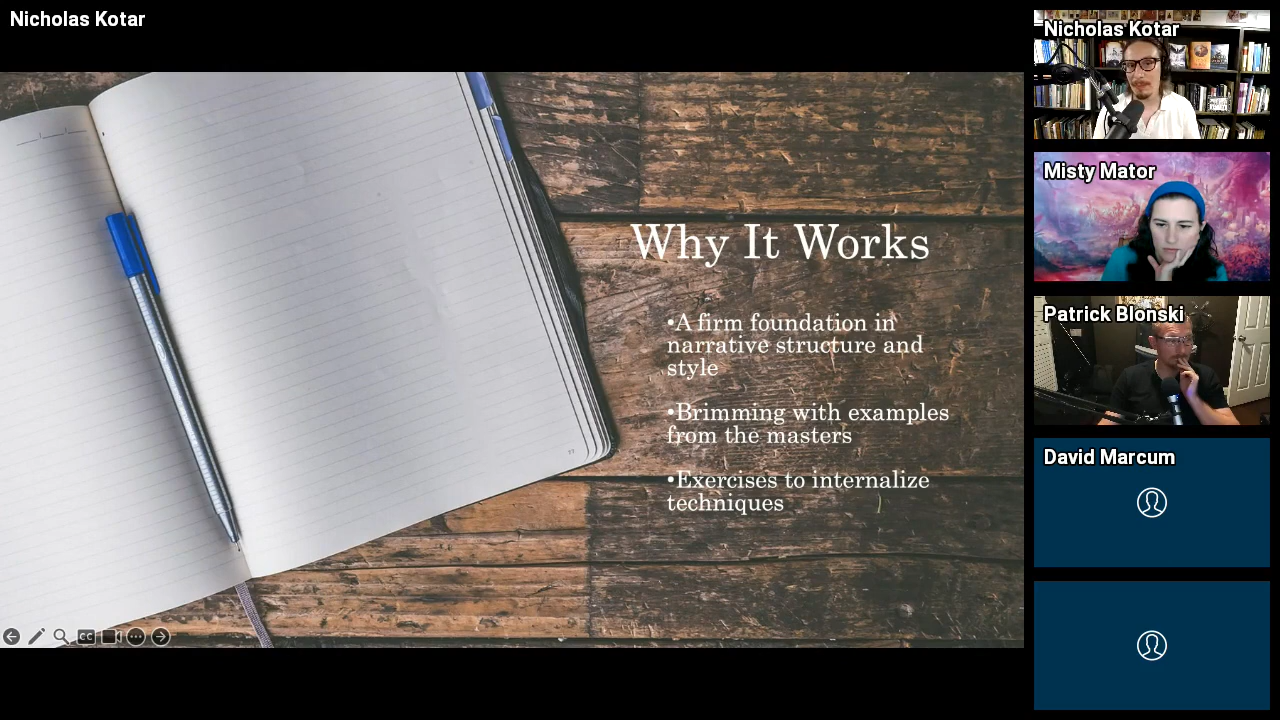 Nicholas Kotar
Why It Works
•A firm foundation in
narrative structure and
style
•Brimming with examples
from the masters
•Exercises to internalize
techniques
CC
Nicholas Kotar
Misty Mator
Patrick Blonski
David Marcum